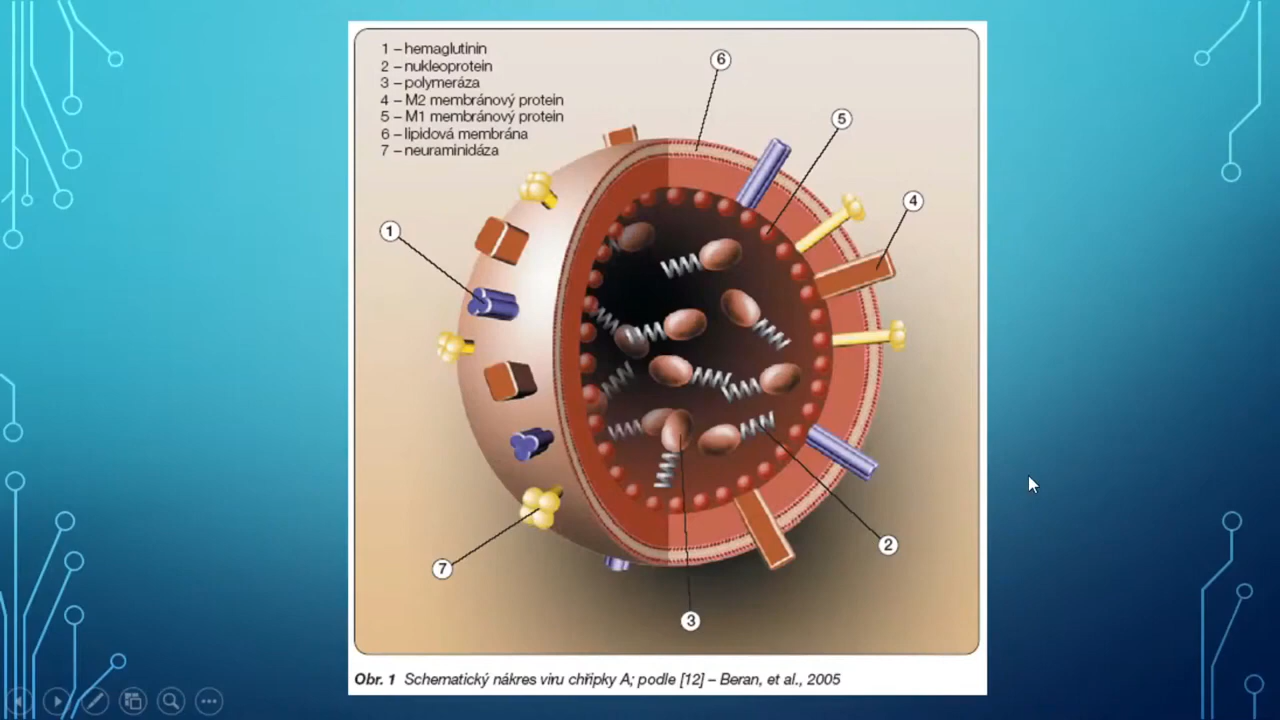 1 – hemaglutinin
2 – nukleoprotein
3 – polymeráza
4 – M2 membránový protein
5 – M1 membránový protein
6 – lipidová membrána
7 – neuraminidáza
6
5
4
1
2
7
3
Obr. 1 Schematický nákres viru chřipky A; podle [12] – Beran, et al., 2005